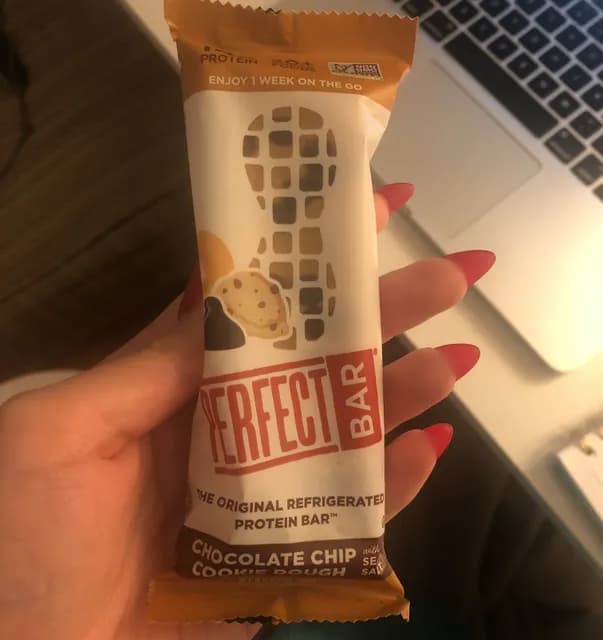 PROTEIN
ENJOY 1 WEEK ON THE GO
PERFECT
BAR
THE ORIGINAL REFRIGERATED
PROTEIN BAR™
CHOCOLATE CHIP with
COOKIE DOUGH SEA
SALT